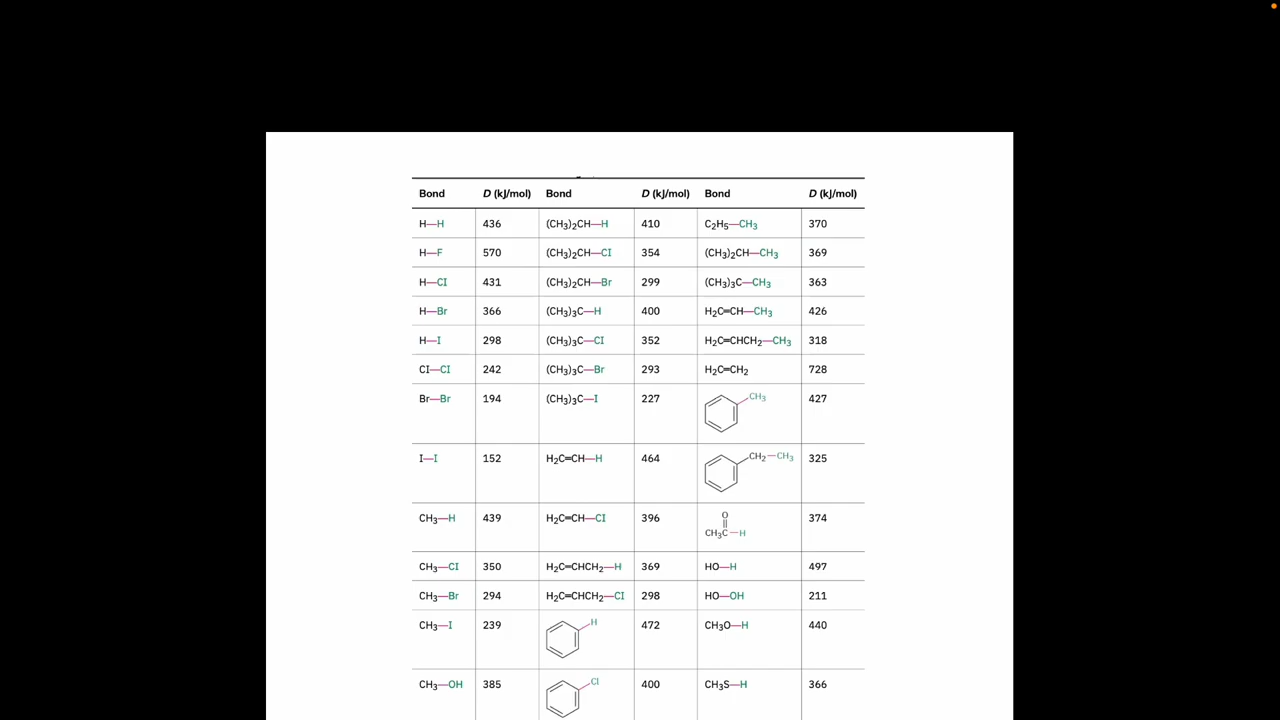 Bond D (kJ/mol) Bond D (kJ/mol) Bond D (kJ/mol)
H—H 436 (CH₃)₂CH—H 410 C₂H₅—CH₃ 370
H—F 570 (CH₃)₂CH—Cl 354 (CH₃)₂CH—CH₃ 369
H—Cl 431 (CH₃)₂CH—Br 299 (CH₃)₃C—CH₃ 363
H—Br 366 (CH₃)₃C—H 400 H₂C=CH—CH₃ 426
H—I 298 (CH₃)₃C—Cl 352 H₂C=CHCH₂—CH₃ 318
Cl—Cl 242 (CH₃)₃C—Br 293 H₂C=CH₂ 728
Br—Br 194 (CH₃)₃C—I 227 CH₃ 427
I—I 152 H₂C=CH—H 464 CH₂—CH₃ 325
CH₃—H 439 H₂C=CH—Cl 396 O
CH₃C—H 374
CH₃—Cl 350 H₂C=CHCH₂—H 369 HO—H 497
CH₃—Br 294 H₂C=CHCH₂—Cl 298 HO—OH 211
CH₃—I 239 H 472 CH₃O—H 440
CH₃—OH 385 Cl 400 CH₃S—H 366